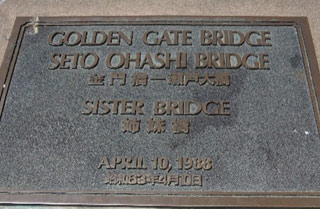 GOLDEN GATE BRIDGE
SETO OHASHI BRIDGE
金門橋ー瀬戸大橋
SISTER BRIDGE
姉妹橋
APRIL 10, 1988
昭和63年4月10日